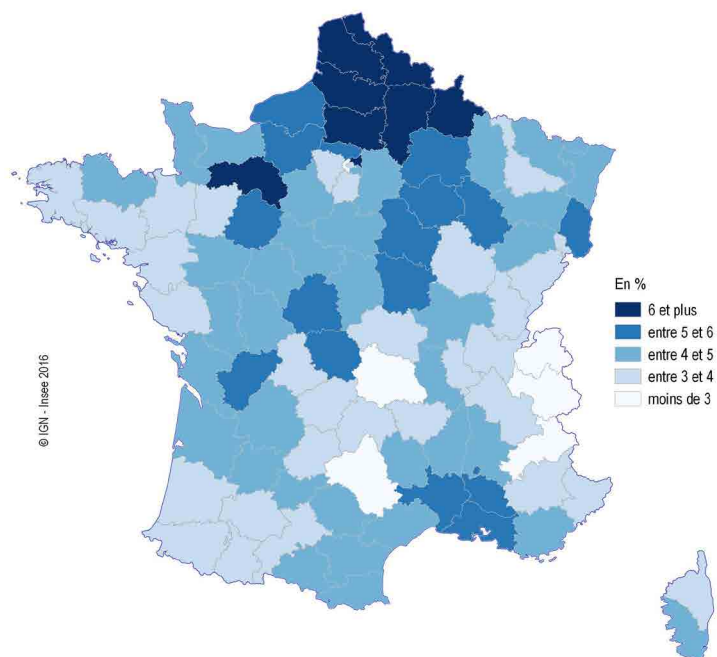 En %
6 et plus
entre 5 et 6
entre 4 et 5
entre 3 et 4
moins de 3
© IGN - Insee 2016